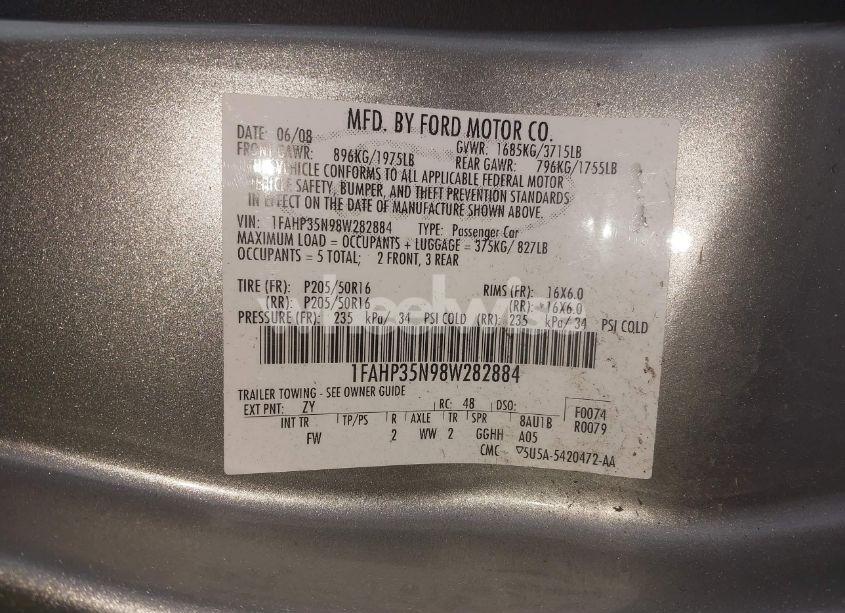 MFD. BY FORD MOTOR CO.
DATE: 06/08 GVWR: 1685KG/3715LB
FRONT GAWR: 896KG/1975LB REAR GAWR: 796KG/1755LB
VEHICLE CONFORMS TO ALL APPLICABLE FEDERAL MOTOR
VEHICLE SAFETY, BUMPER, AND THEFT PREVENTION STANDARDS
IN EFFECT ON THE DATE OF MANUFACTURE SHOWN ABOVE.
VIN: 1FAHP35N98W282884 TYPE: Passenger Car
MAXIMUM LOAD = OCCUPANTS + LUGGAGE = 375KG/ 827LB
OCCUPANTS = 5 TOTAL; 2 FRONT, 3 REAR
TIRE (FR): P205/50R16 RIMS (FR): 16X6.0
(RR): P205/50R16 (RR): 16X6.0
PRESSURE (FR): 235 kPa/ 34 PSI COLD (RR): 235 kPa/ 34 PSI COLD
wheelwise
1FAHP35N98W282884
TRAILER TOWING - SEE OWNER GUIDE
EXT PNT: ZY RC: 48 DSO: F0074
INT TR TP/PS R AXLE TR SPR 8AU1B R0079
FW 2 WW 2 GGHH A05
CMC 5U5A-5420472-AA